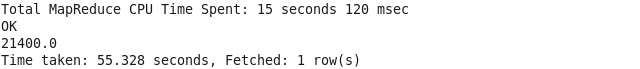 Total MapReduce CPU Time Spent: 15 seconds 120 msec
OK
21400.0
Time taken: 55.328 seconds, Fetched: 1 row(s)